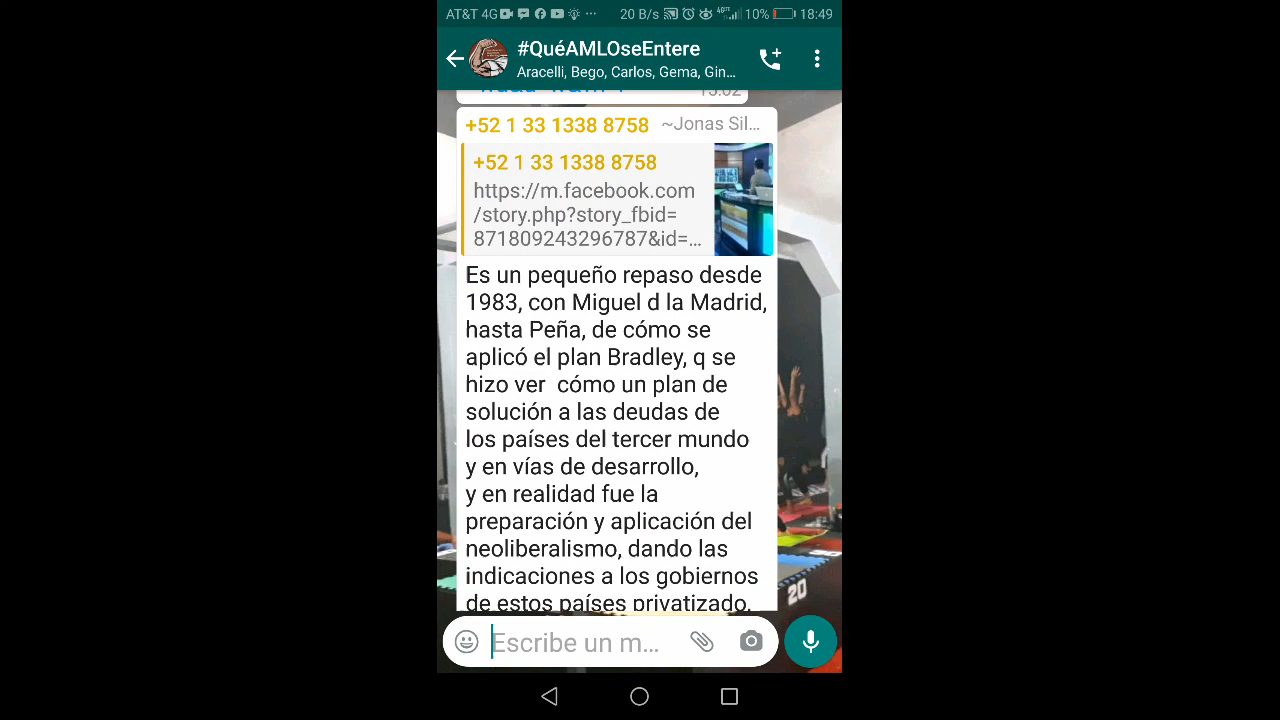 AT&T 4G ··· 20 B/s 10% 18:49
#QuéAMLOseEntere
Aracelli, Bego, Carlos, Gema, Gin...
+52 1 33 1338 8758 ~Jonas Sil...
+52 1 33 1338 8758
https://m.facebook.com
/story.php?story_fbid=
871809243296787&id=...
Es un pequeño repaso desde
1983, con Miguel d la Madrid,
hasta Peña, de cómo se
aplicó el plan Bradley, q se
hizo ver  cómo un plan de
solución a las deudas de
los países del tercer mundo
y en vías de desarrollo,
y en realidad fue la
preparación y aplicación del
neoliberalismo, dando las
indicaciones a los gobiernos
de estos países privatizado,
20
Escribe un m...